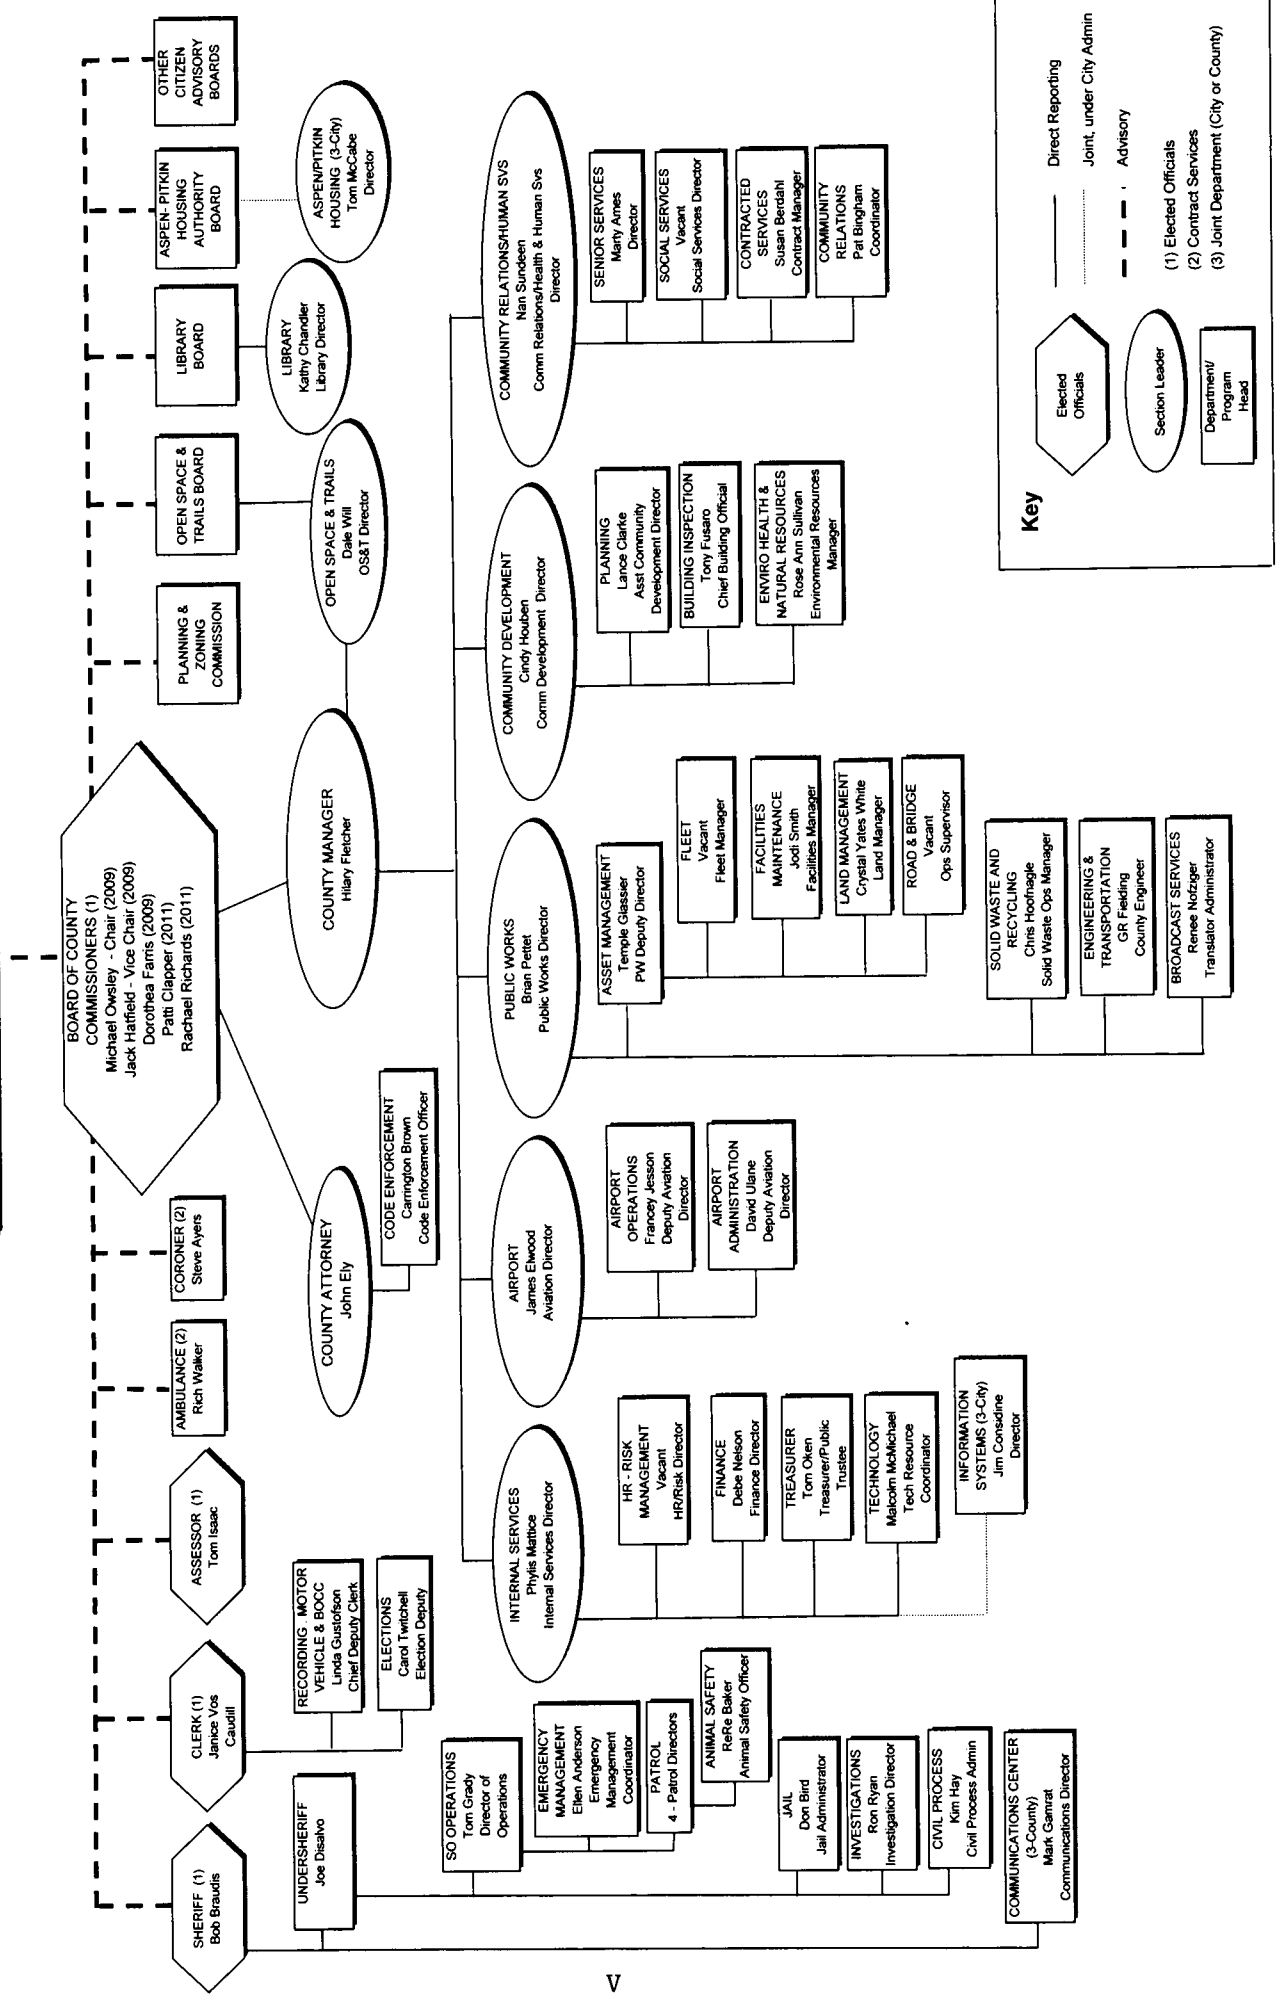 BOARD OF COUNTY
COMMISSIONERS (1)
Michael Owsley - Chair (2009)
Jack Hatfield - Vice Chair (2009)
Dorothea Farris (2009)
Patti Clapper (2011)
Rachael Richards (2011)
SHERIFF (1)
Bob Braudis
CLERK (1)
Janice Vos
Caudill
ASSESSOR (1)
Tom Isaac
AMBULANCE (2)
Rich Walker
CORONER (2)
Steve Ayers
PLANNING &
ZONING
COMMISSION
OPEN SPACE &
TRAILS BOARD
LIBRARY
BOARD
ASPEN- PITKIN
HOUSING
AUTHORITY
BOARD
OTHER
CITIZEN
ADVISORY
BOARDS
UNDERSHERIFF
Joe Disalvo
RECORDING . MOTOR
VEHICLE & BOCC
Linda Gustofson
Chief Deputy Clerk
ELECTIONS
Carol Twitchell
Election Deputy
COUNTY ATTORNEY
John Ely
CODE ENFORCEMENT
Carrington Brown
Code Enforcement Officer
COUNTY MANAGER
Hilary Fletcher
OPEN SPACE & TRAILS
Dale Will
OS&T Director
LIBRARY
Kathy Chandler
Library Director
ASPEN/PITKIN
HOUSING (3-City)
Tom McCabe
Director
SO OPERATIONS
Tom Grady
Director of
Operations
EMERGENCY
MANAGEMENT
Ellen Anderson
Emergency
Management
Coordinator
PATROL
4 - Patrol Directors
ANIMAL SAFETY
ReRe Baker
Animal Safety Officer
JAIL
Don Bird
Jail Administrator
INVESTIGATIONS
Ron Ryan
Investigation Director
CIVIL PROCESS
Kim Hay
Civil Process Admin
COMMUNICATIONS CENTER
(3-County)
Mark Gamrat
Communications Director
INTERNAL SERVICES
Phylis Mattice
Internal Services Director
HR - RISK
MANAGEMENT
Vacant
HR/Risk Director
FINANCE
Debe Nelson
Finance Director
TREASURER
Tom Oken
Treasurer/Public
Trustee
TECHNOLOGY
Malcolm McMichael
Tech Resource
Coordinator
INFORMATION
SYSTEMS (3-City)
Jim Considine
Director
AIRPORT
James Elwood
Aviation Director
AIRPORT
OPERATIONS
Francey Jesson
Deputy Aviation
Director
AIRPORT
ADMINISTRATION
David Ulane
Deputy Aviation
Director
PUBLIC WORKS
Brian Pettet
Public Works Director
ASSET MANAGEMENT
Temple Glassier
PW Deputy Director
FLEET
Vacant
Fleet Manager
FACILITIES
MAINTENANCE
Jodi Smith
Facilities Manager
LAND MANAGEMENT
Crystal Yates White
Land Manager
ROAD & BRIDGE
Vacant
Ops Supervisor
SOLID WASTE AND
RECYCLING
Chris Hoofnagle
Solid Waste Ops Manager
ENGINEERING &
TRANSPORTATION
GR Fielding
County Engineer
BROADCAST SERVICES
Renee Nofziger
Translator Administrator
COMMUNITY DEVELOPMENT
Cindy Houben
Comm Development Director
PLANNING
Lance Clarke
Asst Community
Development Director
BUILDING INSPECTION
Tony Fusaro
Chief Building Official
ENVIRO HEALTH &
NATURAL RESOURCES
Rose Ann Sullivan
Environmental Resources
Manager
COMMUNITY RELATIONS/HUMAN SVS
Nan Sundeen
Comm Relations/Health & Human Svs
Director
SENIOR SERVICES
Marty Ames
Director
SOCIAL SERVICES
Vacant
Social Services Director
CONTRACTED
SERVICES
Susan Berdahl
Contract Manager
COMMUNITY
RELATIONS
Pat Bingham
Coordinator
Key
Elected
Officials
Section Leader
Department/
Program
Head
Direct Reporting
Joint, under City Admin
Advisory
(1) Elected Officials
(2) Contract Services
(3) Joint Department (City or County)
V